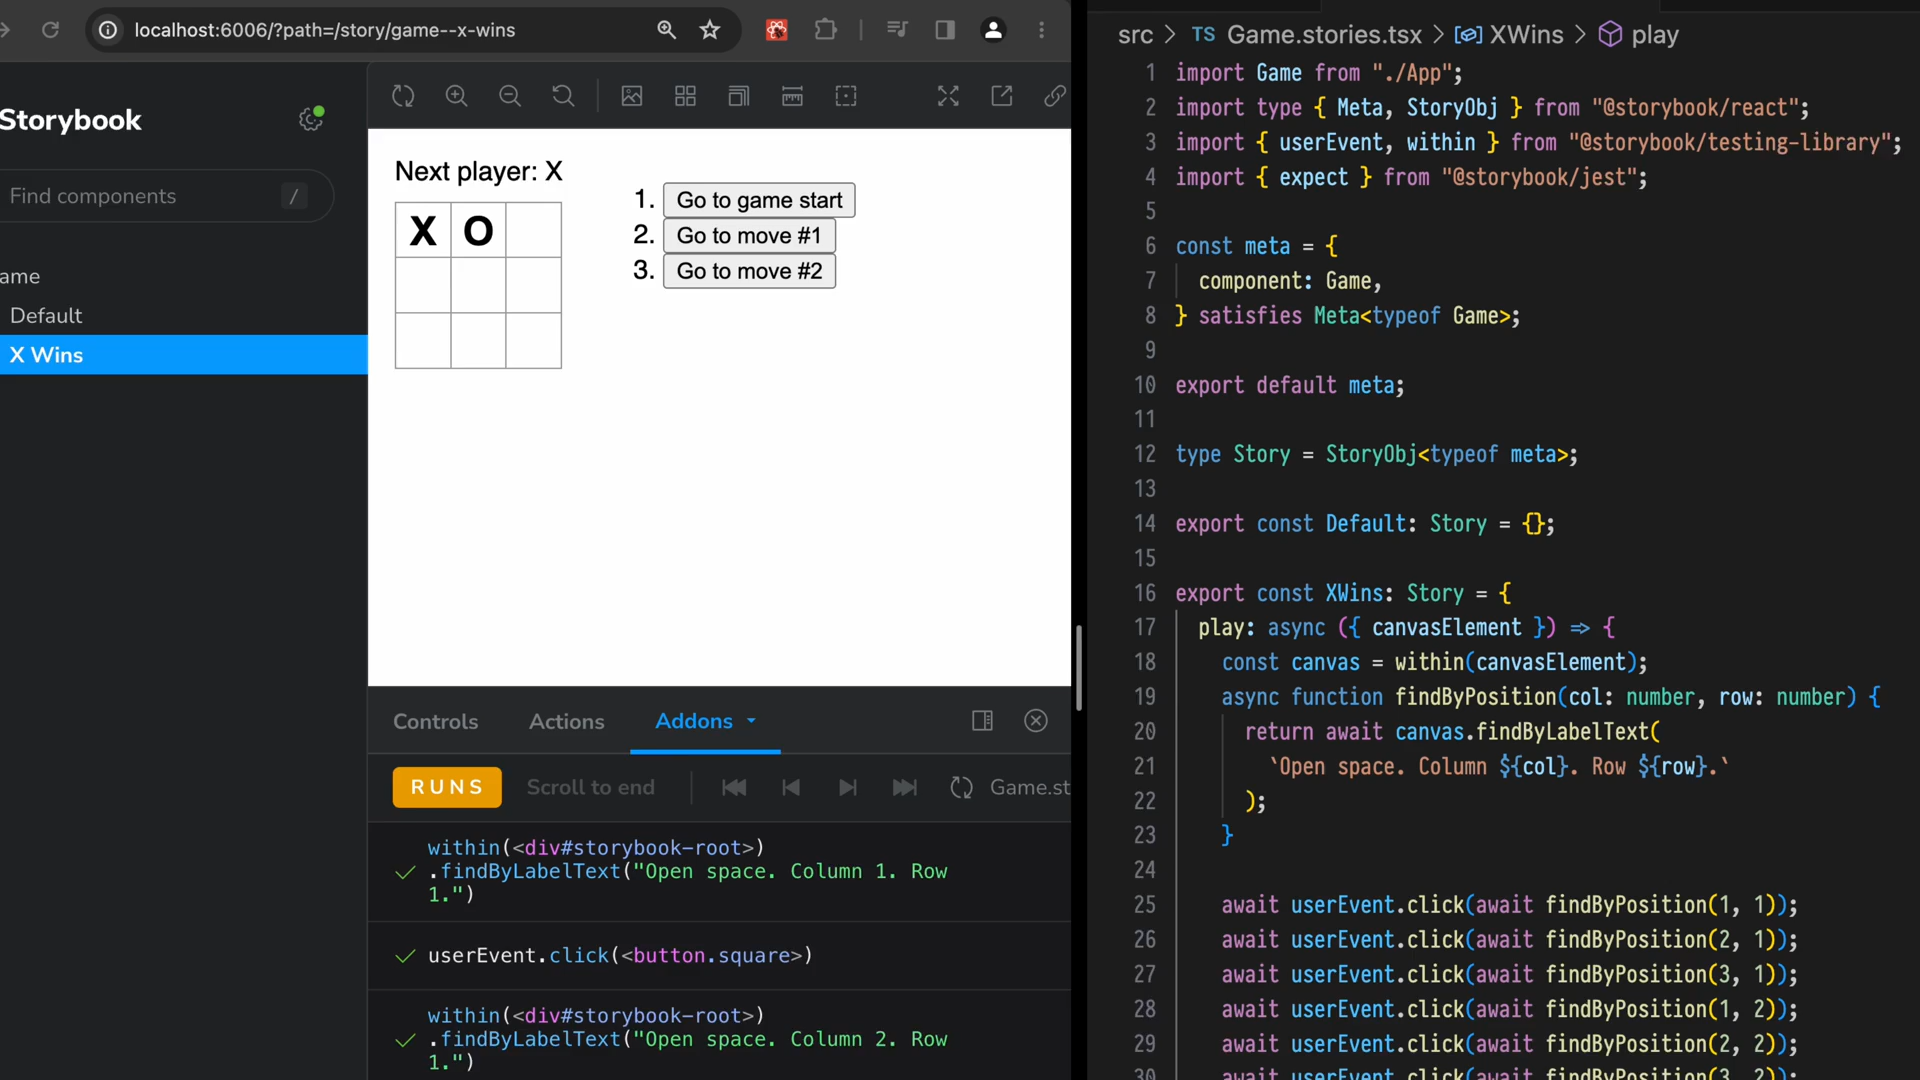 localhost:6006/?path=/story/game--x-wins
Storybook
Find components
/
ame
Default
X Wins
Next player: X
X O
1. Go to game start
2. Go to move #1
3. Go to move #2
Controls
Actions
Addons
RUNS
Scroll to end
Game.st
within(<div#storybook-root>)
.findByLabelText("Open space. Column 1. Row
1.")
userEvent.click(<button.square>)
within(<div#storybook-root>)
.findByLabelText("Open space. Column 2. Row
1.")
src > TS Game.stories.tsx > XWins > play
1 import Game from "./App";
2 import type { Meta, StoryObj } from "@storybook/react";
3 import { userEvent, within } from "@storybook/testing-library";
4 import { expect } from "@storybook/jest";
5
6 const meta = {
7 component: Game,
8 } satisfies Meta<typeof Game>;
9
10 export default meta;
11
12 type Story = StoryObj<typeof meta>;
13
14 export const Default: Story = {};
15
16 export const XWins: Story = {
17 play: async ({ canvasElement }) => {
18 const canvas = within(canvasElement);
19 async function findByPosition(col: number, row: number) {
20 return await canvas.findByLabelText(
21 `Open space. Column ${col}. Row ${row}.`
22 );
23 }
24
25 await userEvent.click(await findByPosition(1, 1));
26 await userEvent.click(await findByPosition(2, 1));
27 await userEvent.click(await findByPosition(3, 1));
28 await userEvent.click(await findByPosition(1, 2));
29 await userEvent.click(await findByPosition(2, 2));
30 await userEvent.click(await findByPosition(3, 2));